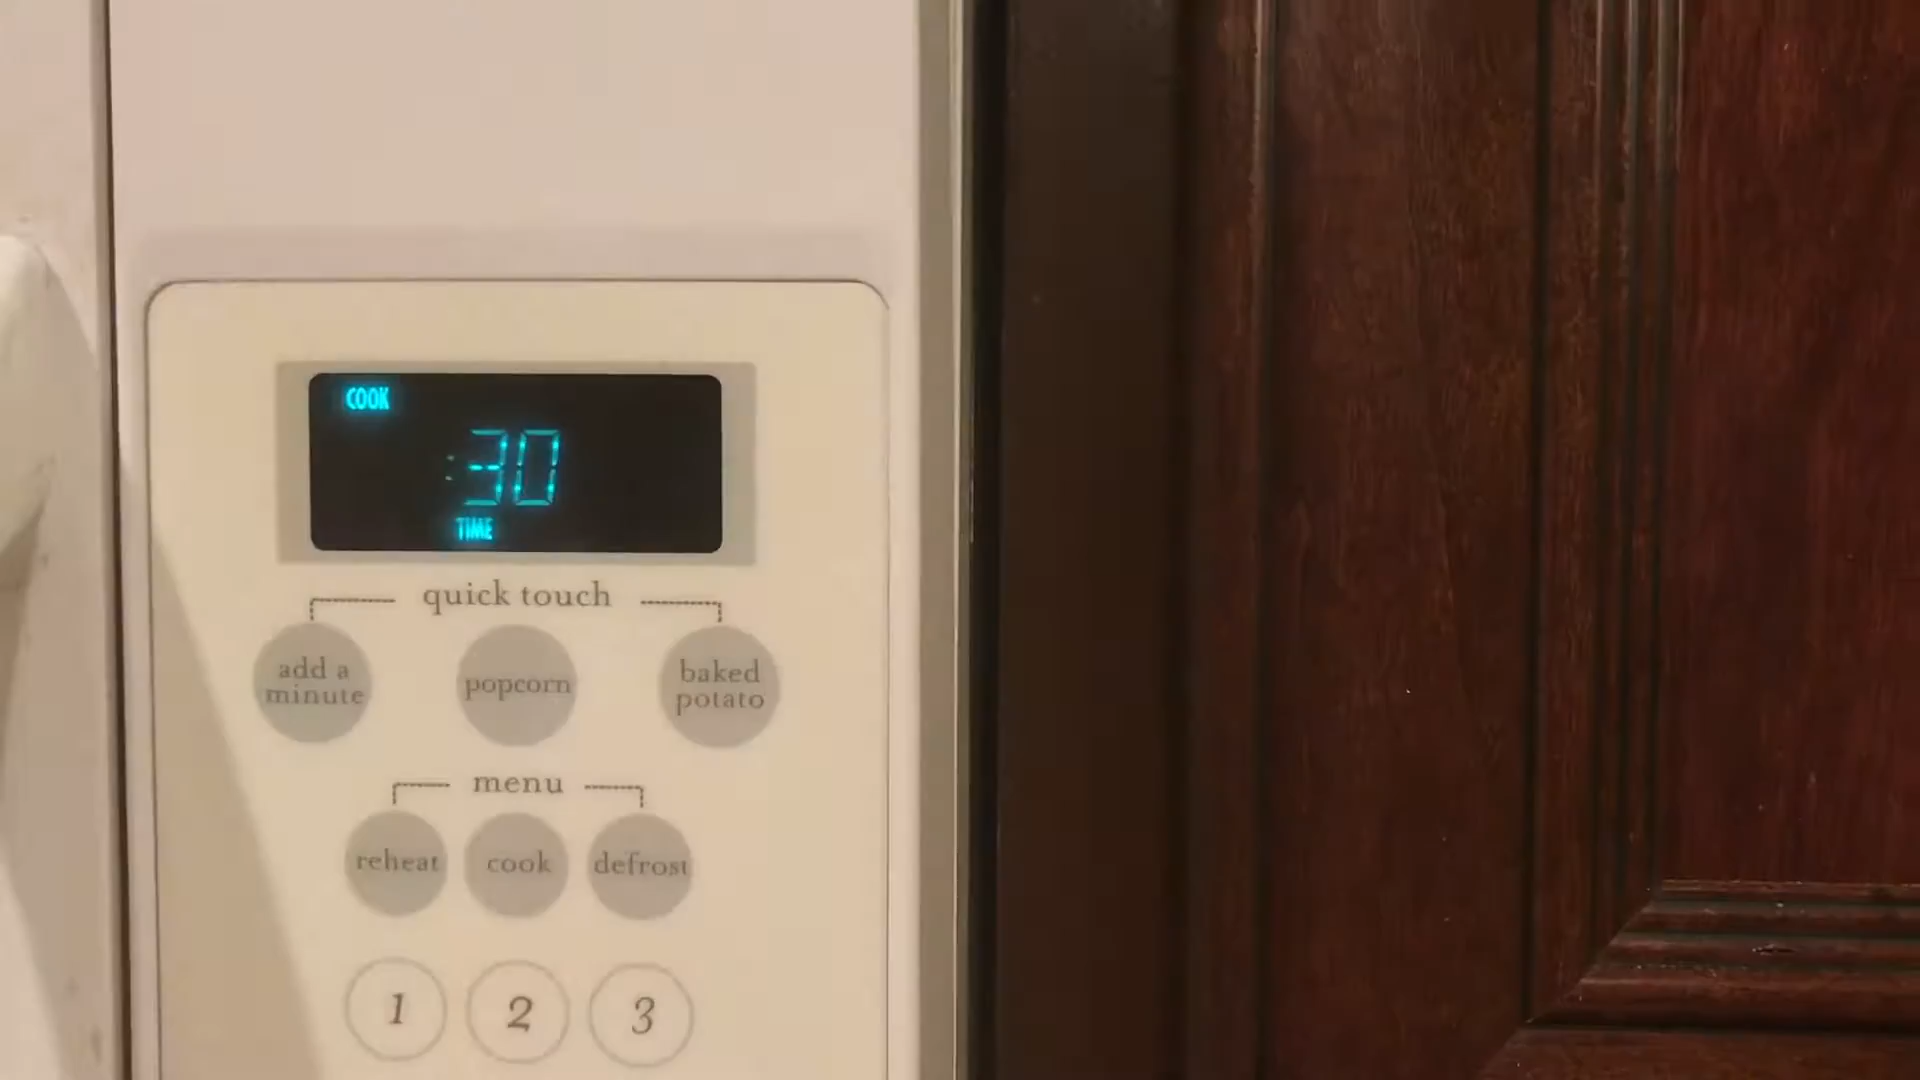 COOK
:30
TIME
quick touch
add a
minute
popcorn
baked
potato
menu
reheat
cook
defrost
1
2
3